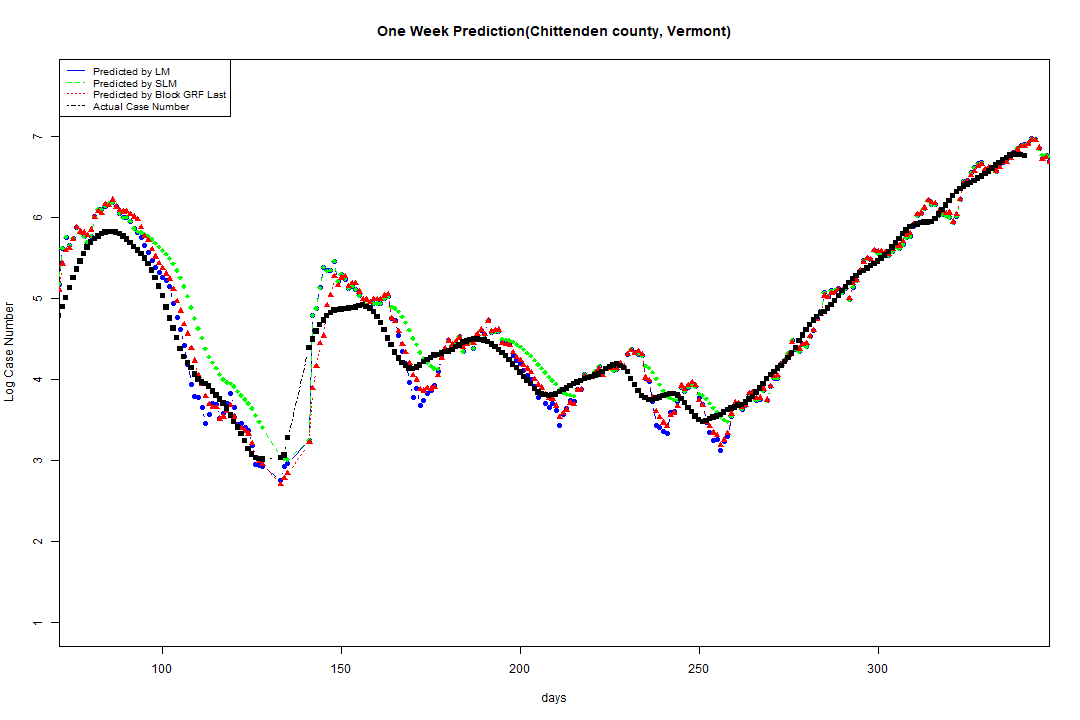 One Week Prediction(Chittenden county, Vermont)
Predicted by LM
Predicted by SLM
Predicted by Block GRF Last
Actual Case Number
7
6
5
4
3
2
1
Log Case Number
100 150 200 250 300
days